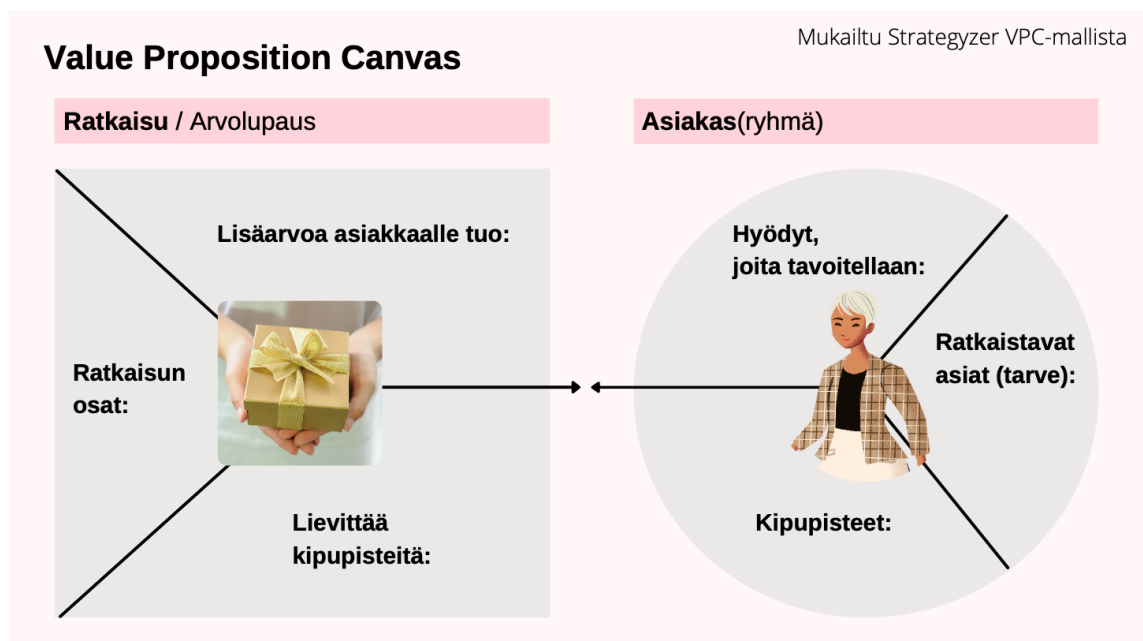 Mukailtu Strategyzer VPC-mallista
Value Proposition Canvas
Ratkaisu / Arvolupaus
Asiakas(ryhmä)
Lisäarvoa asiakkaalle tuo:
Ratkaisun
osat:
Lievittää
kipupisteitä:
Hyödyt,
joita tavoitellaan:
Ratkaistavat
asiat (tarve):
Kipupisteet: